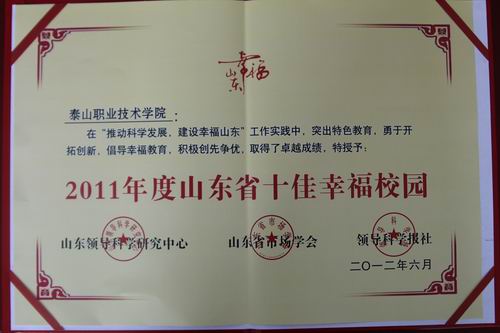 幸福
山东
泰山职业技术学院：
在“推动科学发展，建设幸福山东”工作实践中，突出特色教育，勇于开
拓创新，倡导幸福教育，积极创先争优，取得了卓越成绩，特授予：
2011年度山东省十佳幸福校园
山东领导科学研究中心 山东省市场学会 领导科学报社
二〇一二年六月